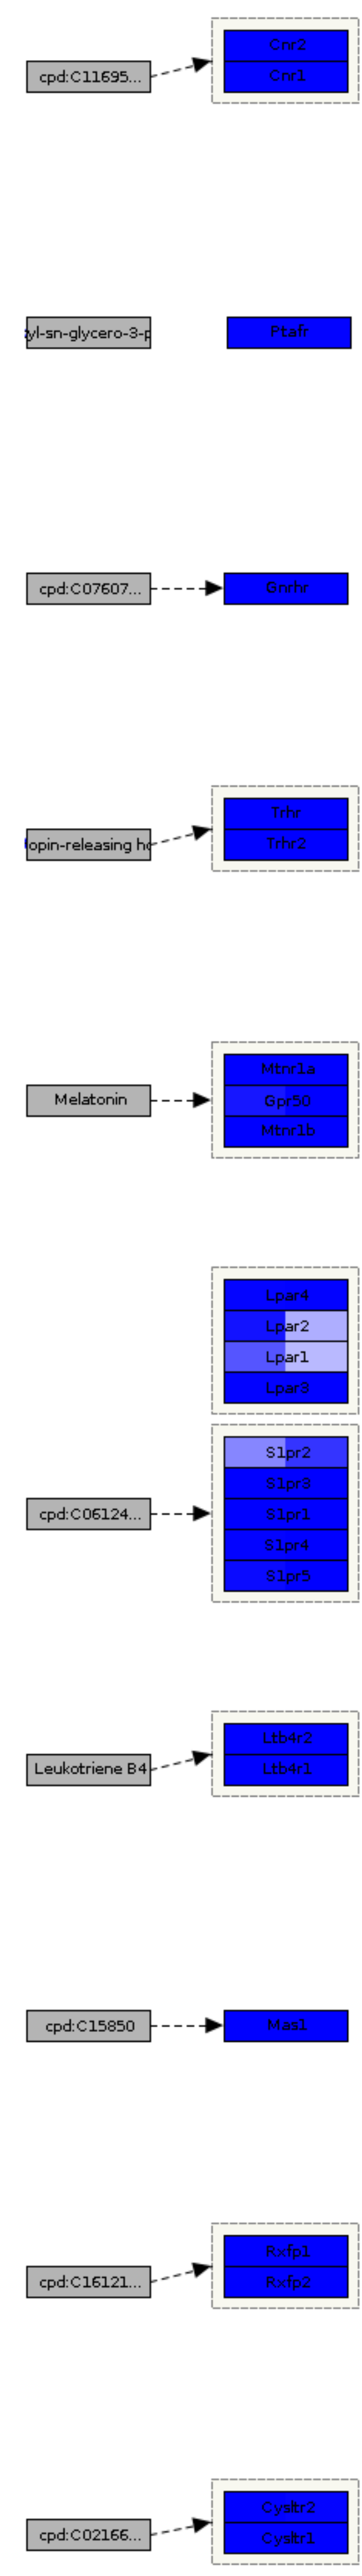 Cnr2
cpd:C11695...
Cnr1
yl-sn-glycero-3-p
Ptafr
cpd:C07607...
Gnrhr
Trhr
opin-releasing ho
Trhr2
Mtnr1a
Melatonin
Gpr50
Mtnr1b
Lpar4
Lpar2
Lpar1
Lpar3
S1pr2
S1pr3
cpd:C06124...
S1pr1
S1pr4
S1pr5
Ltb4r2
Leukotriene B4
Ltb4r1
cpd:C15850
Mas1
Rxfp1
cpd:C16121...
Rxfp2
Cysltr2
cpd:C02166...
Cysltr1